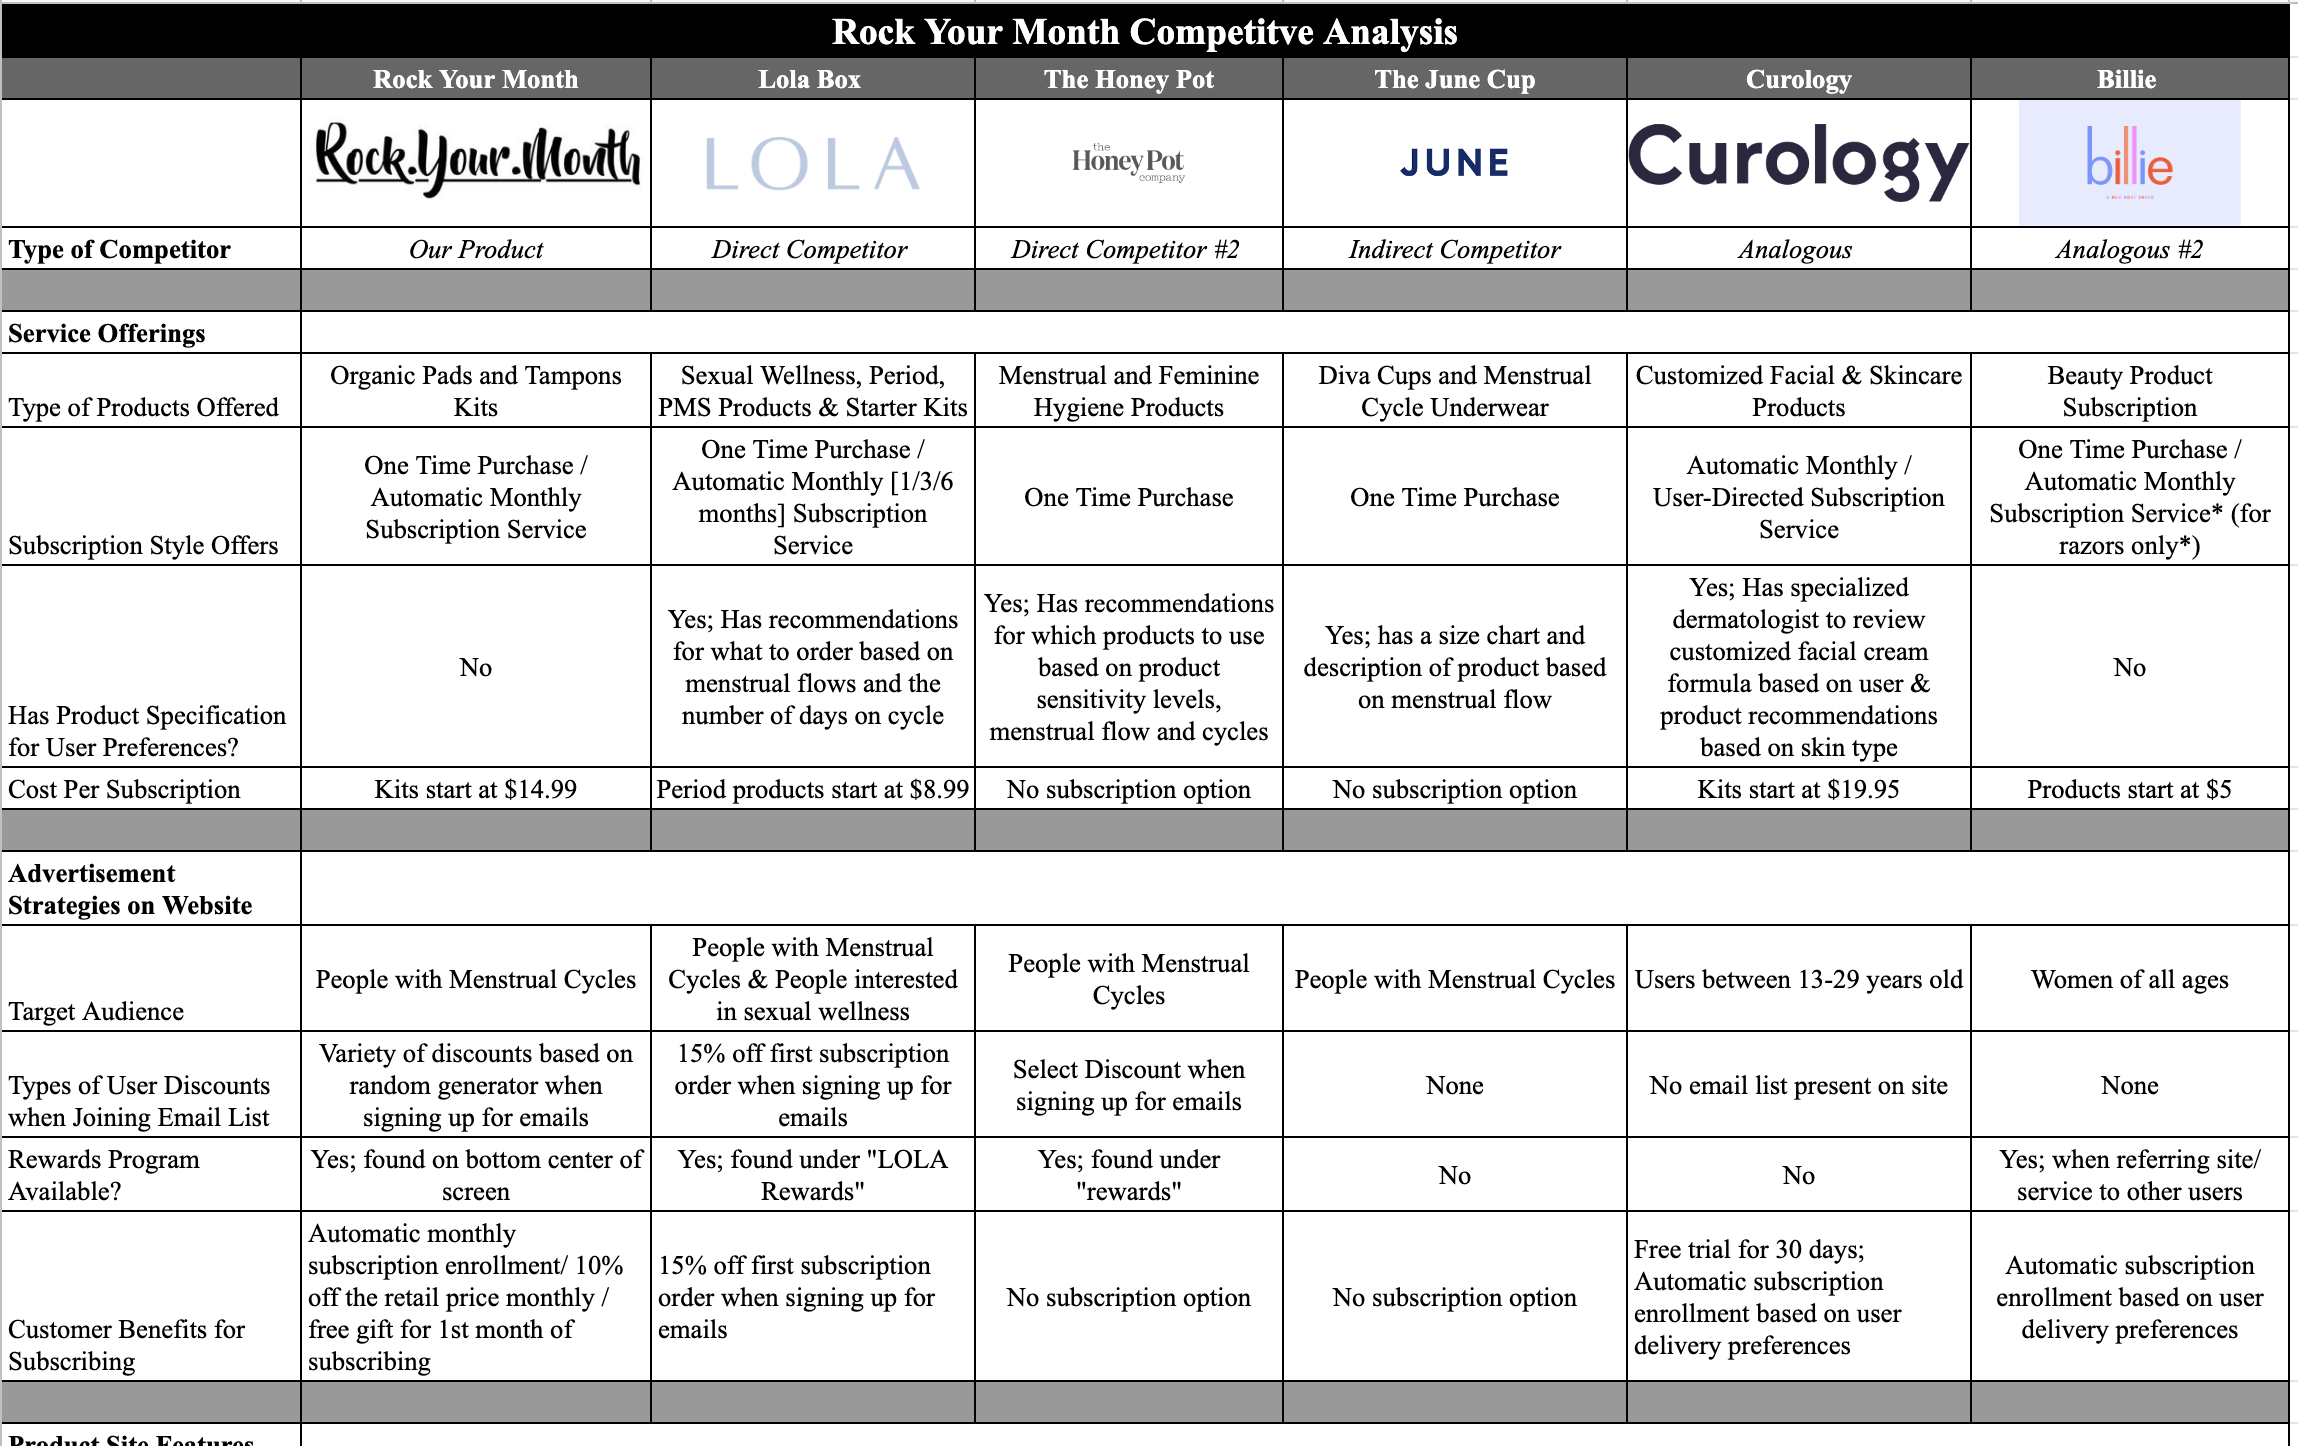 Rock Your Month Competitve Analysis
Rock Your Month
Lola Box
The Honey Pot
The June Cup
Curology
Billie
Rock.Your.Month
LOLA
the
Honey Pot
company
JUNE
Curology
billie
Type of Competitor
Our Product
Direct Competitor
Direct Competitor #2
Indirect Competitor
Analogous
Analogous #2
Service Offerings
Type of Products Offered
Organic Pads and Tampons
Kits
Sexual Wellness, Period,
PMS Products & Starter Kits
Menstrual and Feminine
Hygiene Products
Diva Cups and Menstrual
Cycle Underwear
Customized Facial & Skincare
Products
Beauty Product
Subscription
Subscription Style Offers
One Time Purchase /
Automatic Monthly
Subscription Service
One Time Purchase /
Automatic Monthly [1/3/6
months] Subscription
Service
One Time Purchase
One Time Purchase
Automatic Monthly /
User-Directed Subscription
Service
One Time Purchase /
Automatic Monthly
Subscription Service* (for
razors only*)
Has Product Specification
for User Preferences?
No
Yes; Has recommendations
for what to order based on
menstrual flows and the
number of days on cycle
Yes; Has recommendations
for which products to use
based on product
sensitivity levels,
menstrual flow and cycles
Yes; has a size chart and
description of product based
on menstrual flow
Yes; Has specialized
dermatologist to review
customized facial cream
formula based on user &
product recommendations
based on skin type
No
Cost Per Subscription
Kits start at $14.99
Period products start at $8.99
No subscription option
No subscription option
Kits start at $19.95
Products start at $5
Advertisement
Strategies on Website
Target Audience
People with Menstrual Cycles
People with Menstrual
Cycles & People interested
in sexual wellness
People with Menstrual
Cycles
People with Menstrual Cycles
Users between 13-29 years old
Women of all ages
Types of User Discounts
when Joining Email List
Variety of discounts based on
random generator when
signing up for emails
15% off first subscription
order when signing up for
emails
Select Discount when
signing up for emails
None
No email list present on site
None
Rewards Program
Available?
Yes; found on bottom center of
screen
Yes; found under "LOLA
Rewards"
Yes; found under
"rewards"
No
No
Yes; when referring site/
service to other users
Customer Benefits for
Subscribing
Automatic monthly
subscription enrollment/ 10%
off the retail price monthly /
free gift for 1st month of
subscribing
15% off first subscription
order when signing up for
emails
No subscription option
No subscription option
Free trial for 30 days;
Automatic subscription
enrollment based on user
delivery preferences
Automatic subscription
enrollment based on user
delivery preferences
Product Site Features